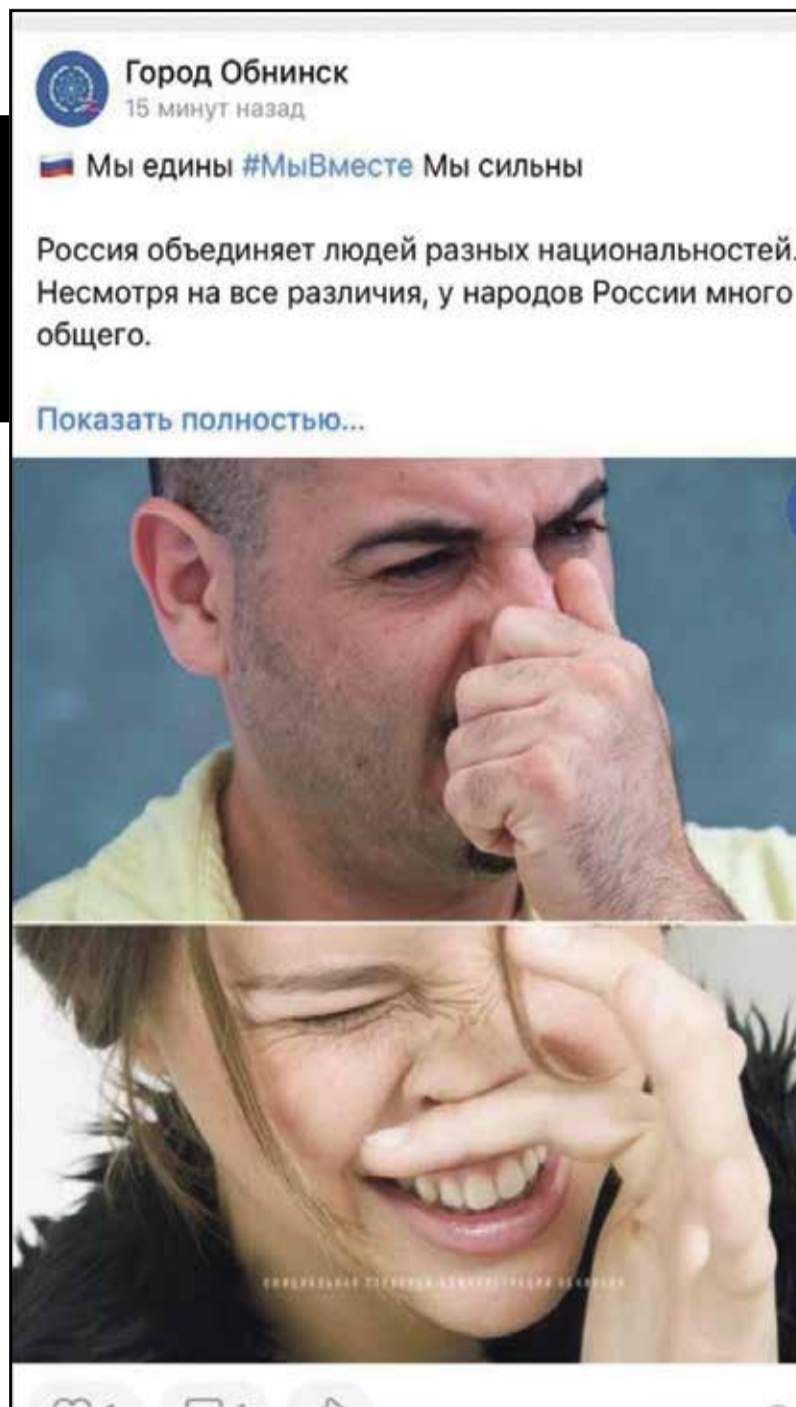 Город Обнинск
15 минут назад
🇷🇺 Мы едины #МыВместе Мы сильны
Россия объединяет людей разных национальностей.
Несмотря на все различия, у народов России много
общего.
Показать полностью...